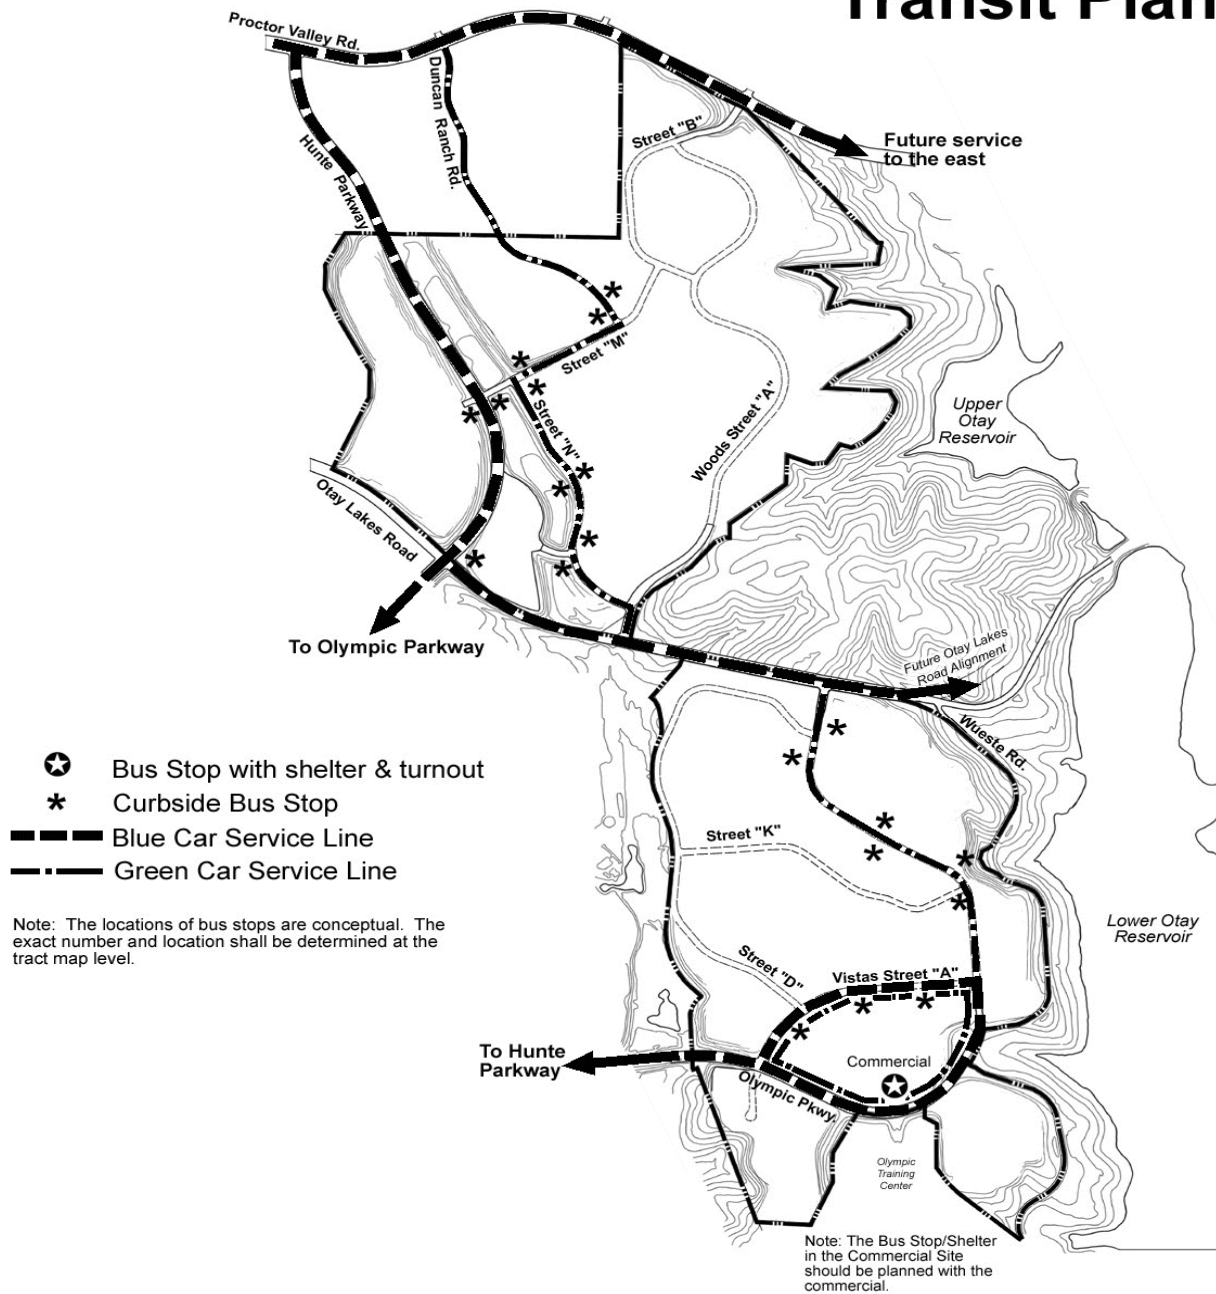 Transit Plan
Proctor Valley Rd.
Duncan Ranch Rd.
Hunte Parkway
Street "B"
Future service
to the east
Street "M"
Street "N"
Woods Street "A"
Upper
Otay
Reservoir
Otay Lakes Road
To Olympic Parkway
Future Otay Lakes
Road Alignment
Wueste Rd.
Bus Stop with shelter & turnout
Curbside Bus Stop
Blue Car Service Line
Green Car Service Line
Note: The locations of bus stops are conceptual. The
exact number and location shall be determined at the
tract map level.
Street "K"
Lower Otay
Reservoir
Street "D"
Vistas Street "A"
To Hunte
Parkway
Commercial
Olympic Pkwy.
Olympic
Training
Center
Note: The Bus Stop/Shelter
in the Commercial Site
should be planned with the
commercial.